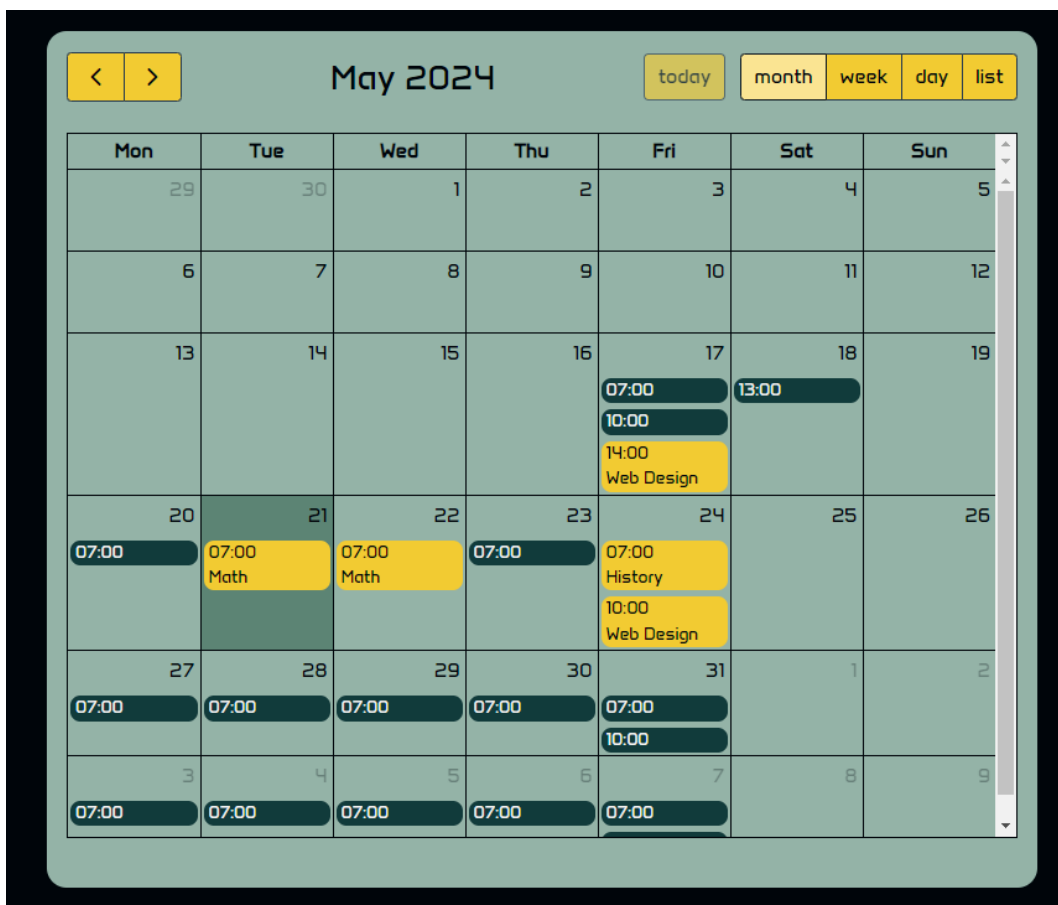 May 2024 today month week day list
Mon Tue Wed Thu Fri Sat Sun
29 30 1 2 3 4 5
6 7 8 9 10 11 12
13 14 15 16 17 18 19
07:00 13:00
10:00
14:00
Web Design
20 21 22 23 24 25 26
07:00 07:00 07:00 07:00 07:00
Math Math History
10:00
Web Design
27 28 29 30 31 1 2
07:00 07:00 07:00 07:00 07:00
10:00
3 4 5 6 7 8 9
07:00 07:00 07:00 07:00 07:00